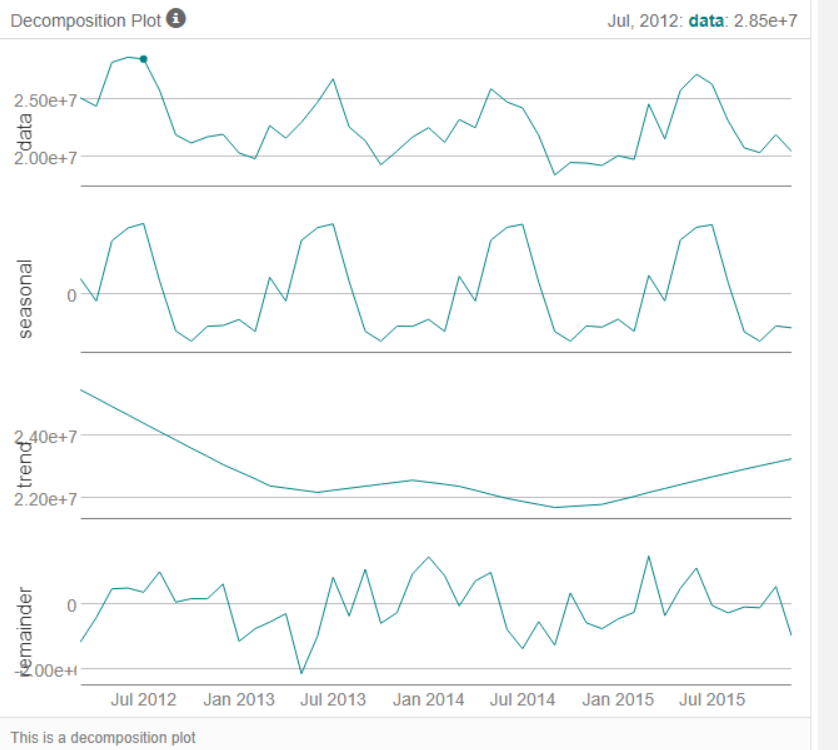 Decomposition Plot
Jul, 2012: data: 2.85e+7
2.50e+7
data
2.00e+7
0
seasonal
2.40e+7
trend
2.20e+7
0
remainder
-2.00e+
Jul 2012 Jan 2013 Jul 2013 Jan 2014 Jul 2014 Jan 2015 Jul 2015
This is a decomposition plot